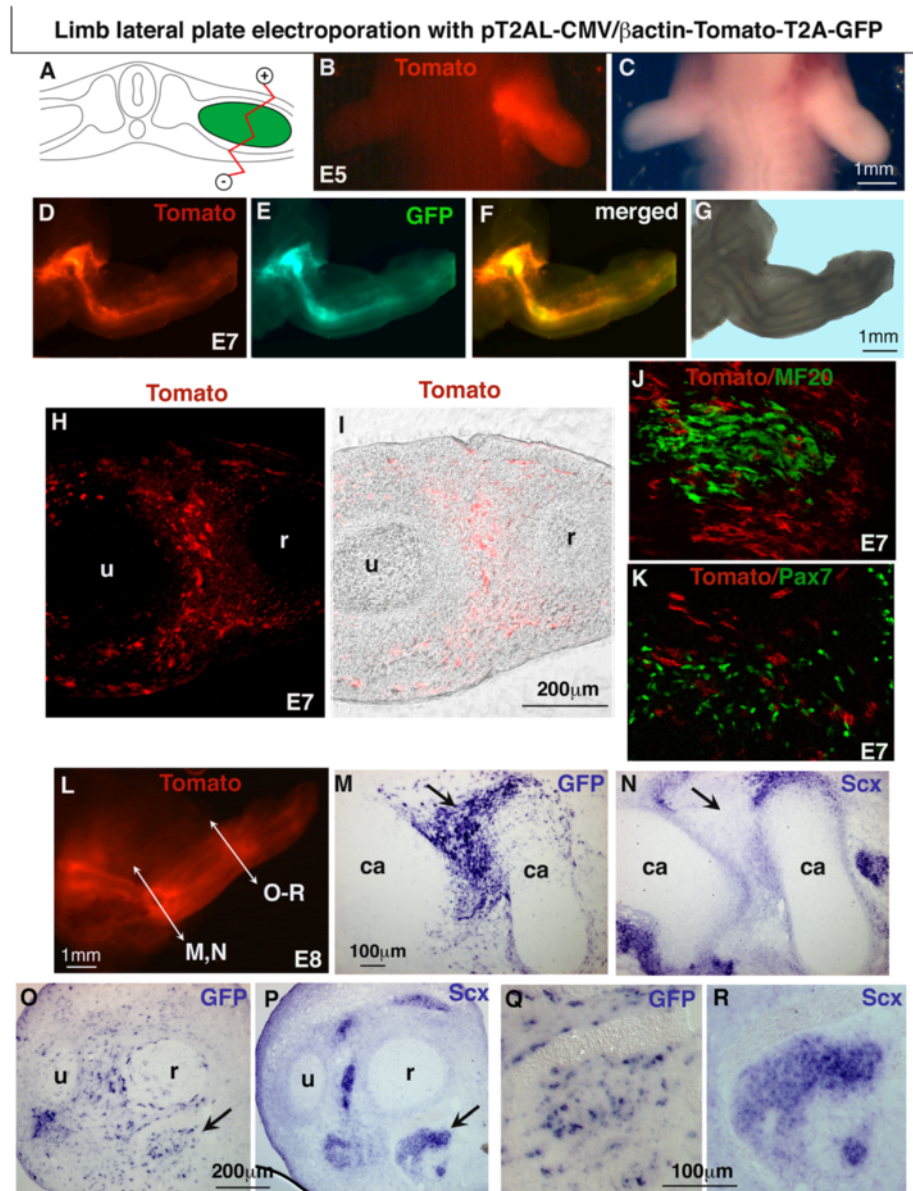 Limb lateral plate electroporation with pT2AL-CMV/βactin-Tomato-T2A-GFP
A
+
-
B
Tomato
E5
C
1mm
D
Tomato
E7
E
GFP
F
merged
G
1mm
Tomato
H
u
r
E7
Tomato
I
u
r
200μm
J
Tomato/MF20
E7
K
Tomato/Pax7
E7
L
Tomato
O-R
M,N
1mm
E8
M
GFP
ca
ca
100μm
N
Scx
ca
ca
O
GFP
u
r
P
Scx
u
r
200μm
Q
GFP
R
Scx
100μm